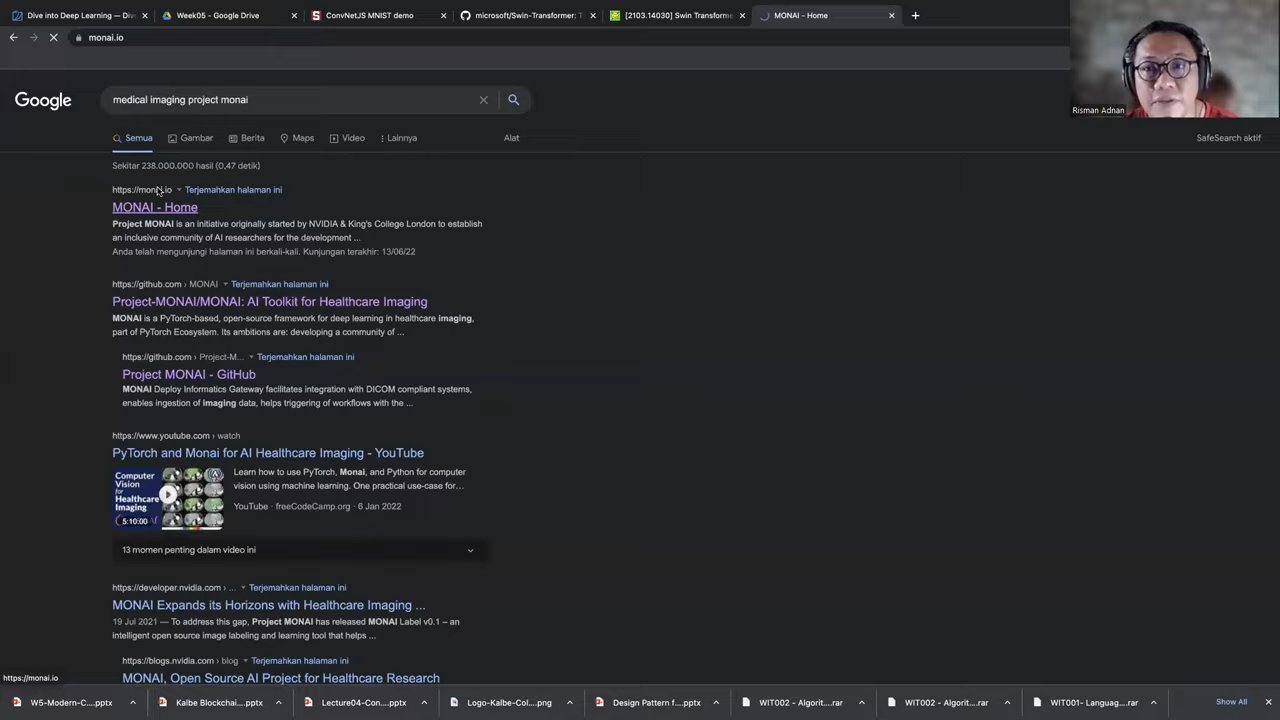 Dive into Deep Learning — Div
Week05 - Google Drive
ConvNetJS MNIST demo
microsoft/Swin-Transformer: T
[2103.14030] Swin Transforme
MONAI - Home
monai.io
Risman Adnan
Google
medical imaging project monai
Semua
Gambar
Berita
Maps
Video
Lainnya
Alat
SafeSearch aktif
Sekitar 238.000.000 hasil (0,47 detik)
https://monai.io
Terjemahkan halaman ini
MONAI - Home
Project MONAI is an initiative originally started by NVIDIA & King's College London to establish
an inclusive community of AI researchers for the development ...
Anda telah mengunjungi halaman ini berkali-kali. Kunjungan terakhir: 13/06/22
https://github.com › MONAI
Terjemahkan halaman ini
Project-MONAI/MONAI: AI Toolkit for Healthcare Imaging
MONAI is a PyTorch-based, open-source framework for deep learning in healthcare imaging,
part of PyTorch Ecosystem. Its ambitions are: developing a community of ...
https://github.com › Project-M...
Terjemahkan halaman ini
Project MONAI - GitHub
MONAI Deploy Informatics Gateway facilitates integration with DICOM compliant systems,
enables ingestion of imaging data, helps triggering of workflows with the ...
https://www.youtube.com › watch
PyTorch and Monai for AI Healthcare Imaging - YouTube
Computer
Vision
for
Healthcare
Imaging
5:10:00
Learn how to use PyTorch, Monai, and Python for computer
vision using machine learning. One practical use-case for...
YouTube · freeCodeCamp.org · 6 Jan 2022
13 momen penting dalam video ini
https://developer.nvidia.com › ...
Terjemahkan halaman ini
MONAI Expands its Horizons with Healthcare Imaging ...
19 Jul 2021 — To address this gap, Project MONAI has released MONAI Label v0.1 – an
intelligent open source image labeling and learning tool that helps ...
https://blogs.nvidia.com › blog
Terjemahkan halaman ini
MONAI, Open Source AI Project for Healthcare Research
https://monai.io
W5-Modern-C....pptx
Kalbe Blockchai....pptx
Lecture04-Con....pptx
Logo-Kalbe-Col....png
Design Pattern f....pptx
WIT002 - Algorit....rar
WIT002 - Algorit....rar
WIT001- Languag....rar
Show All